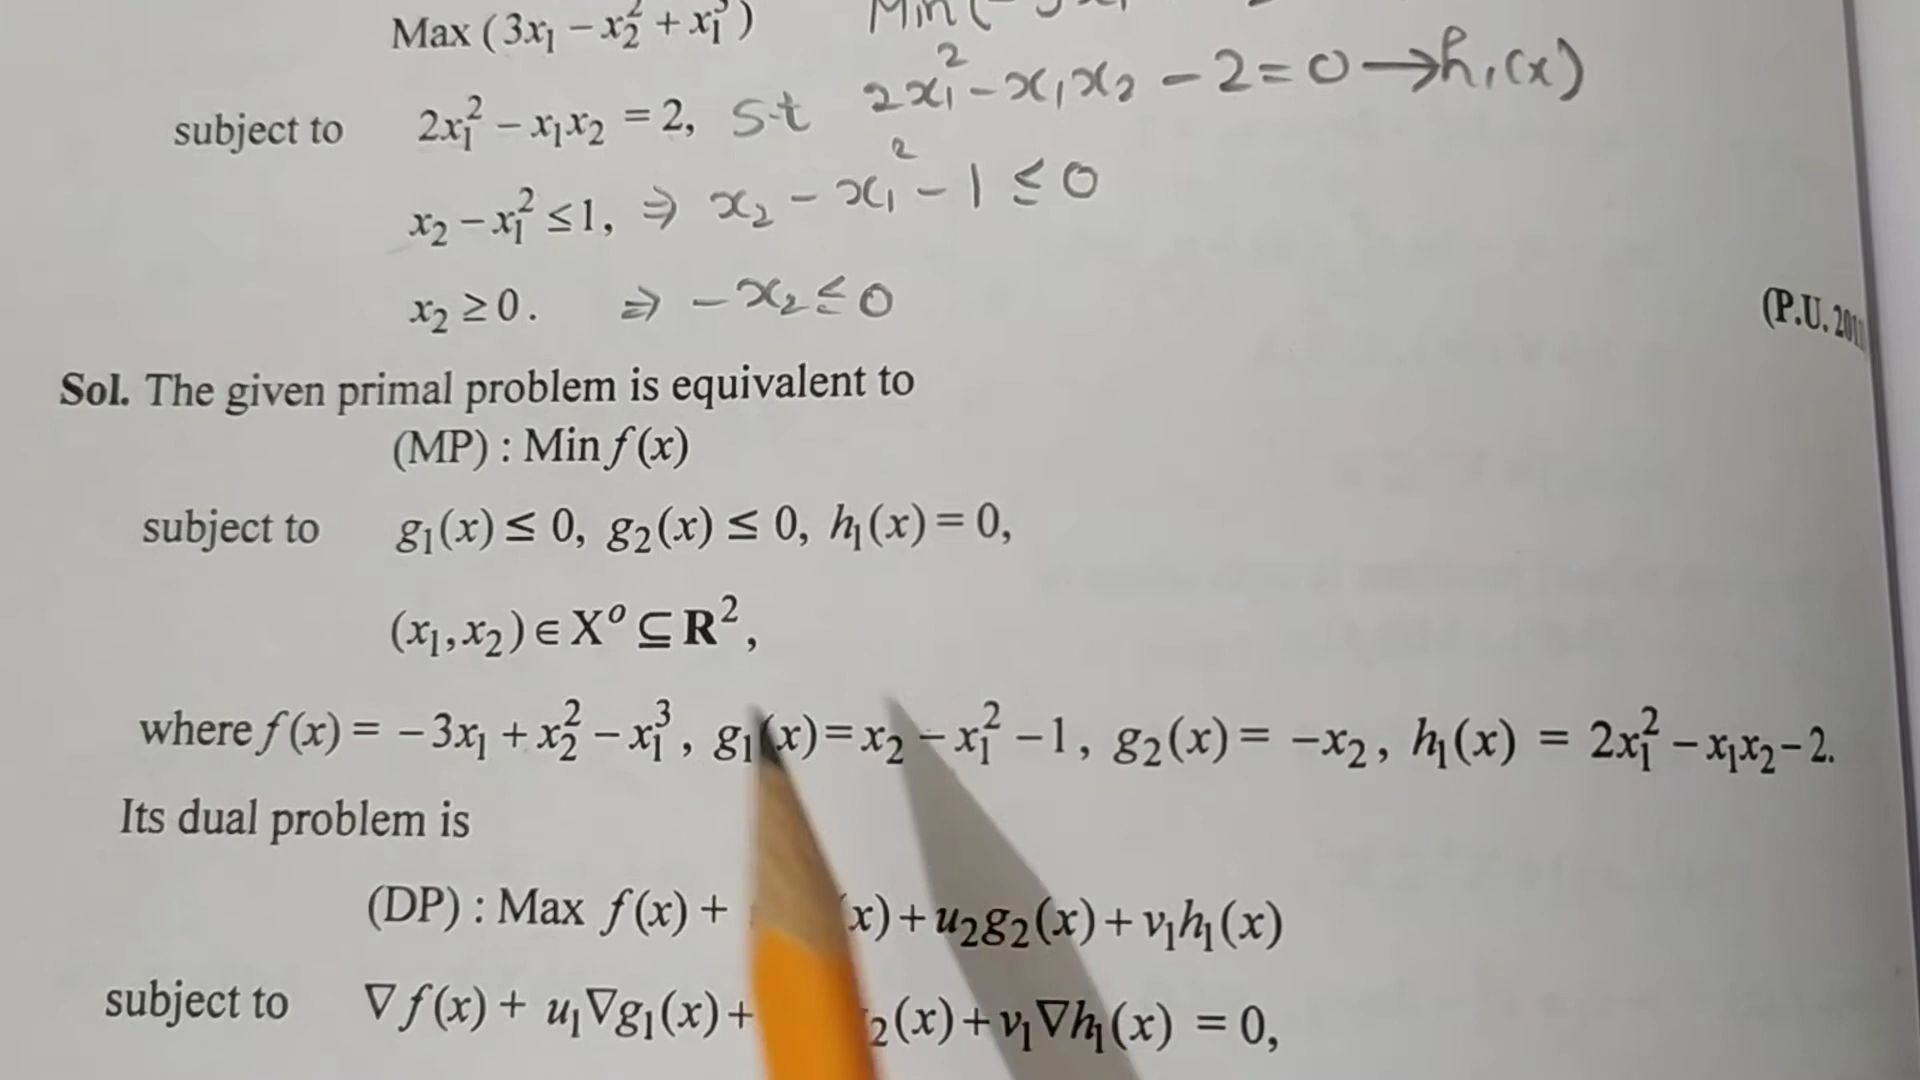 Max (3x₁ − x₂² + x₁³) Min (
subject to 2x₁² − x₁x₂ = 2, s·t 2x₁² − x₁x₂ − 2 = 0 → h₁(x)
x₂ − x₁² ≤ 1, ⇒ x₂ − x₁² − 1 ≤ 0
x₂ ≥ 0. ⇒ −x₂ ≤ 0
(P.U.
Sol. The given primal problem is equivalent to
(MP) : Min f(x)
subject to g₁(x) ≤ 0, g₂(x) ≤ 0, h₁(x) = 0,
(x₁, x₂) ∈ Xᵒ ⊆ R²,
where f(x) = −3x₁ + x₂² − x₁³, g₁(x) = x₂ − x₁² − 1, g₂(x) = −x₂, h₁(x) = 2x₁² − x₁x₂ − 2.
Its dual problem is
(DP) : Max f(x) + x) + u₂g₂(x) + v₁h₁(x)
subject to ∇f(x) + u₁∇g₁(x) + ₂(x) + v₁∇h₁(x) = 0,